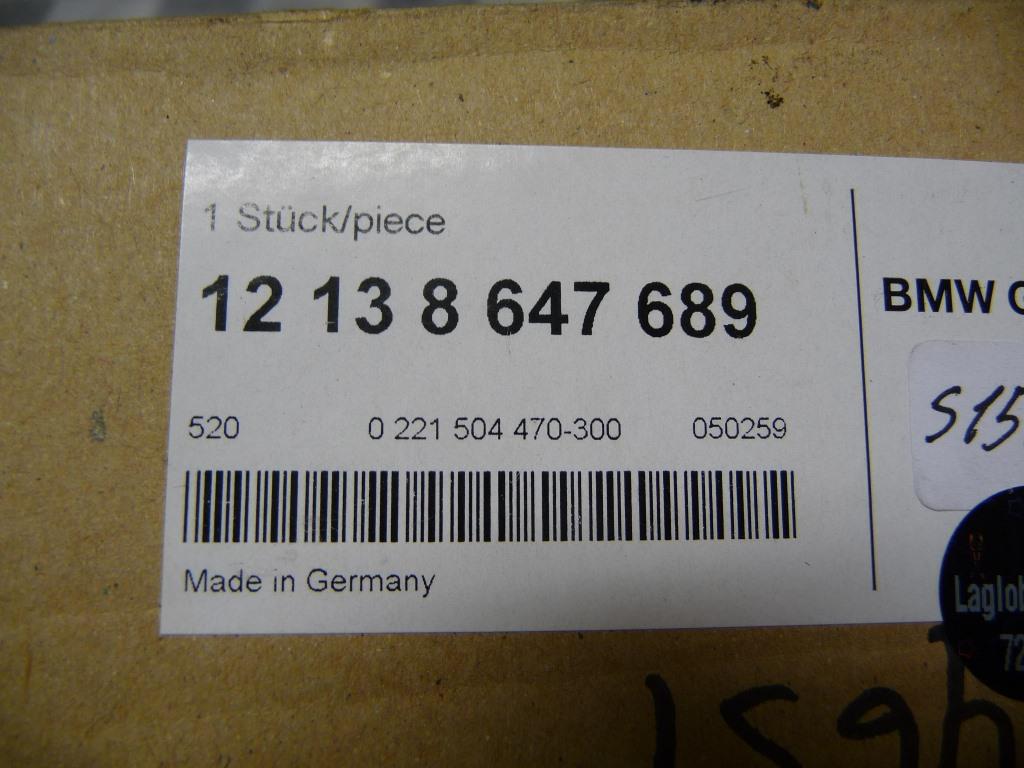 1 Stück/piece
12 13 8 647 689
520 0 221 504 470-300 050259
Made in Germany
BMW
S15